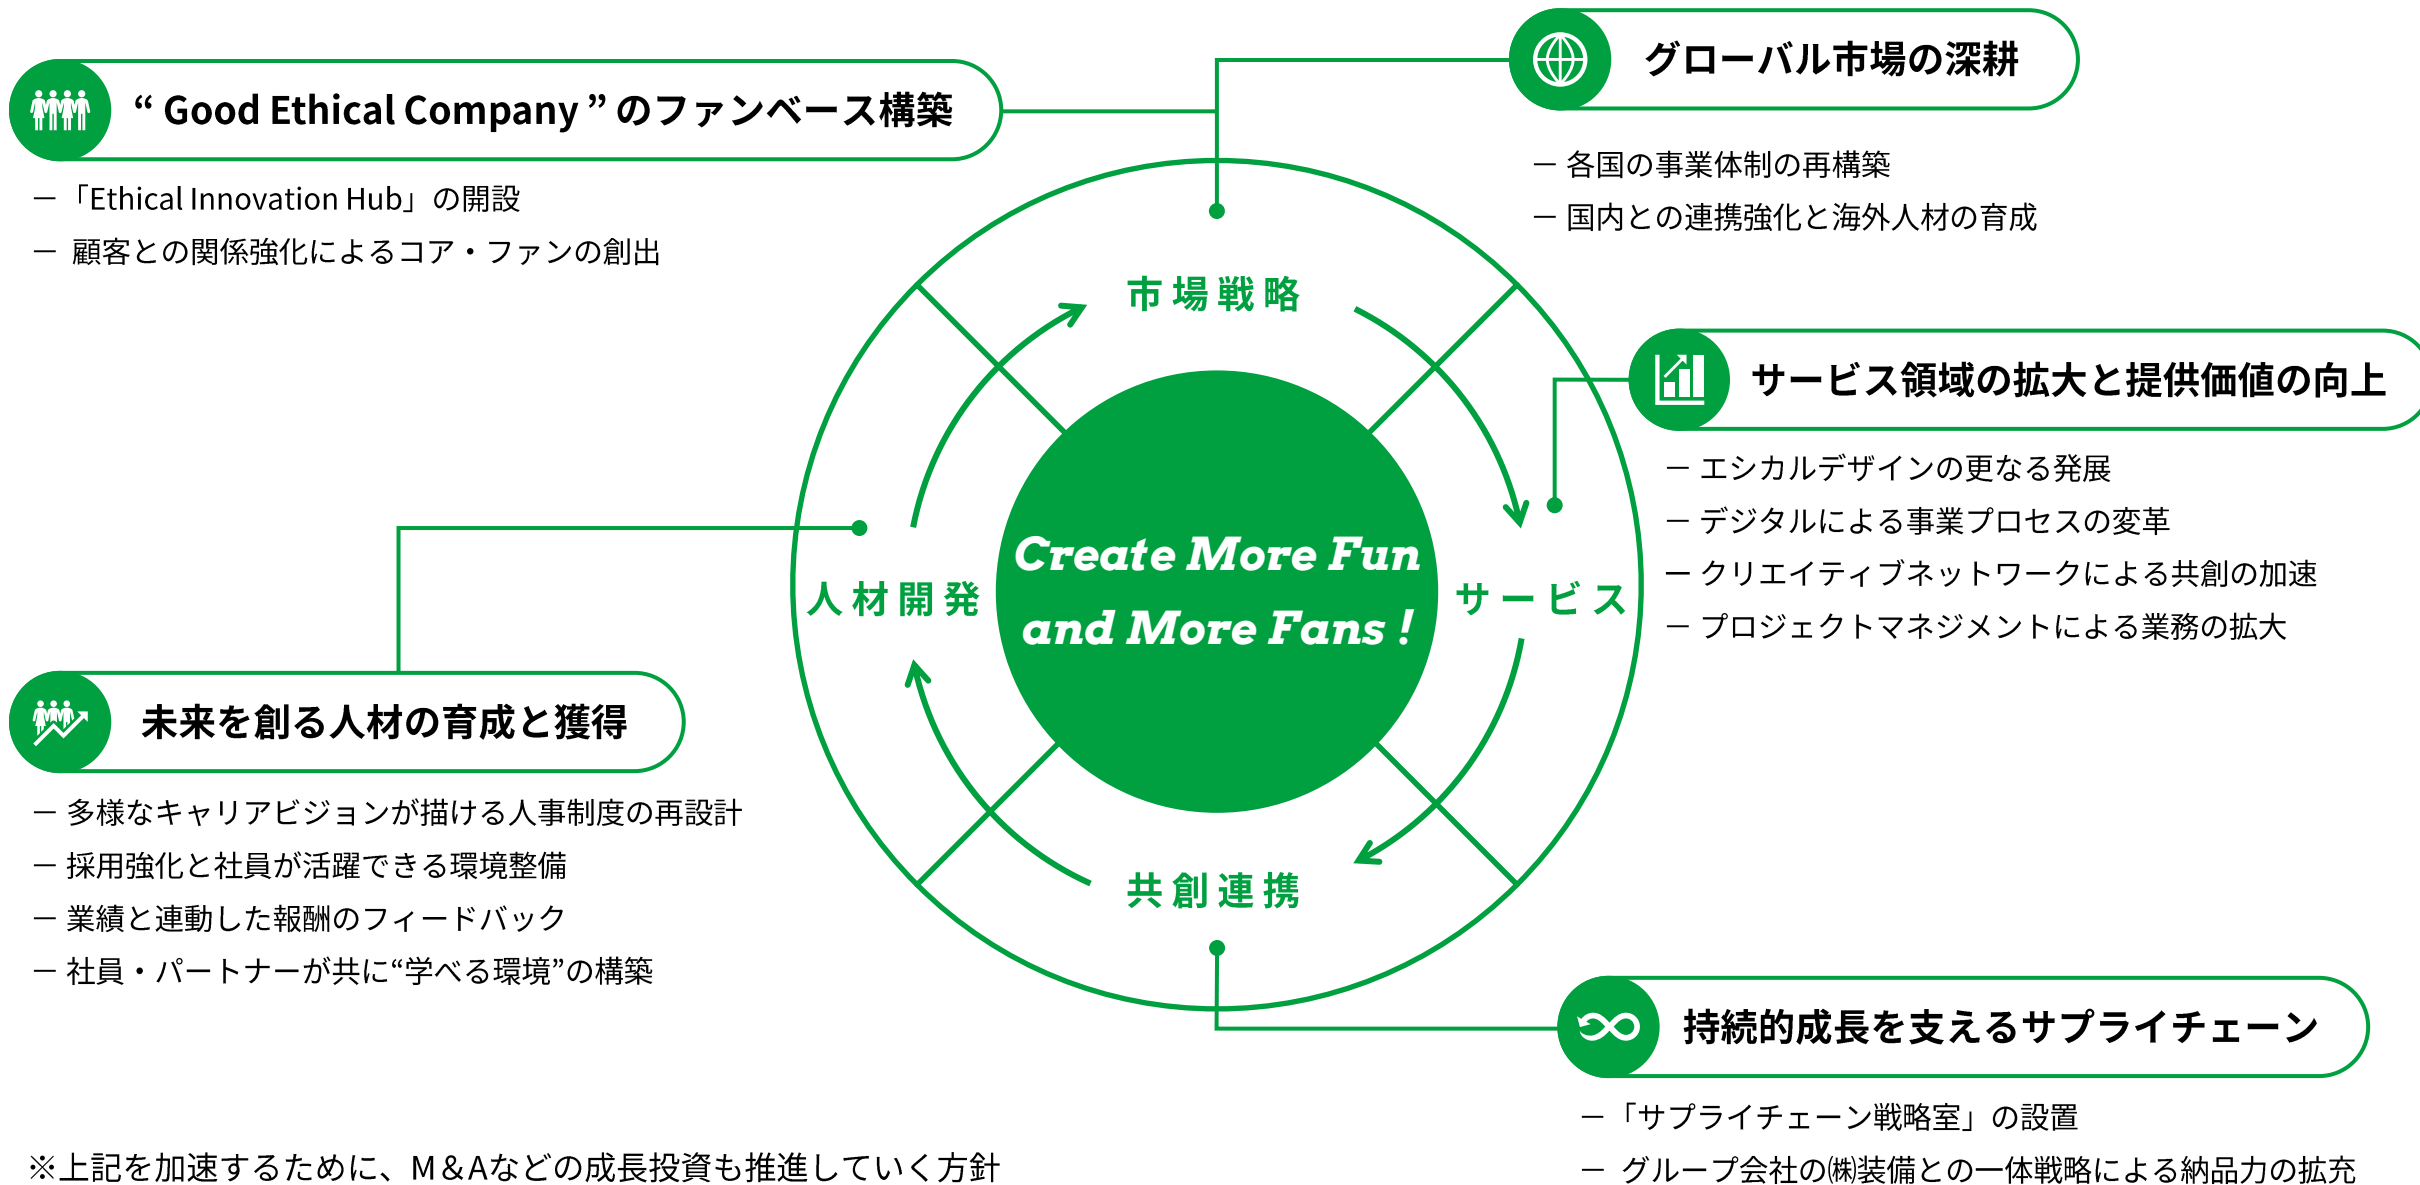 “ Good Ethical Company ” のファンベース構築
－「Ethical Innovation Hub」の開設
－ 顧客との関係強化によるコア・ファンの創出
グローバル市場の深耕
－ 各国の事業体制の再構築
－ 国内との連携強化と海外人材の育成
市場戦略
サービス領域の拡大と提供価値の向上
－ エシカルデザインの更なる発展
－ デジタルによる事業プロセスの変革
－ クリエイティブネットワークによる共創の加速
－ プロジェクトマネジメントによる業務の拡大
Create More Fun
and More Fans !
人材開発
サービス
共創連携
未来を創る人材の育成と獲得
－ 多様なキャリアビジョンが描ける人事制度の再設計
－ 採用強化と社員が活躍できる環境整備
－ 業績と連動した報酬のフィードバック
－ 社員・パートナーが共に“学べる環境”の構築
持続的成長を支えるサプライチェーン
－「サプライチェーン戦略室」の設置
－ グループ会社の㈱装備との一体戦略による納品力の拡充
※上記を加速するために、M＆Aなどの成長投資も推進していく方針